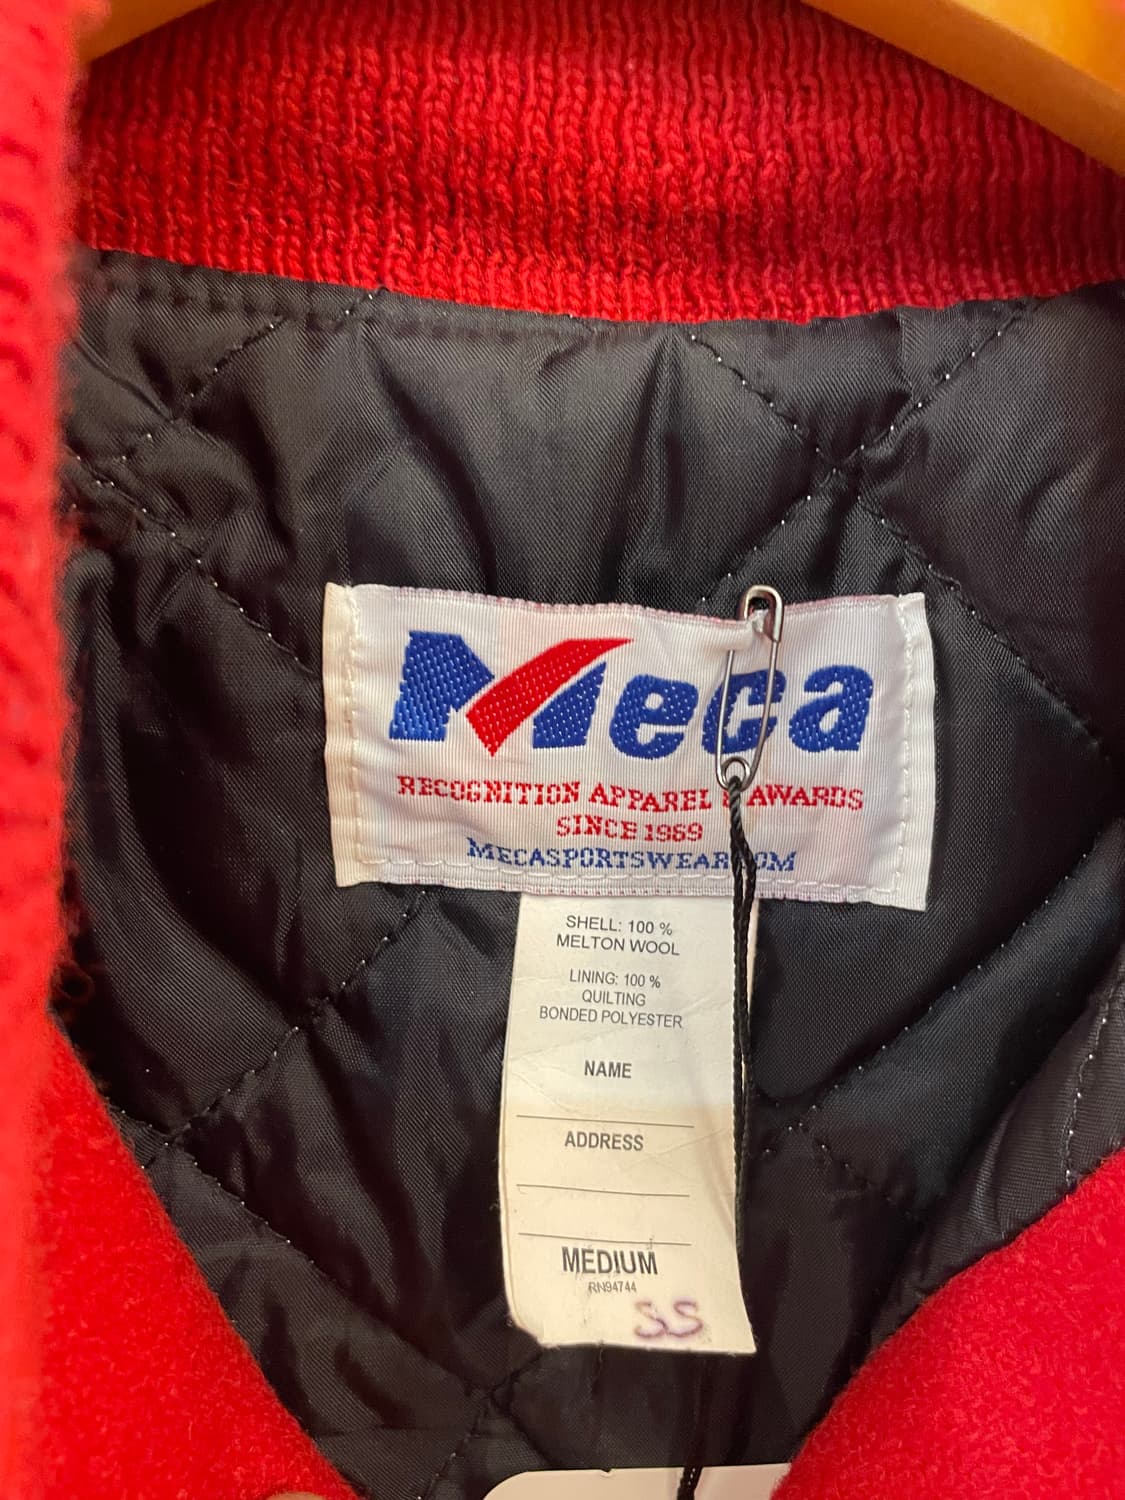 Meca
RECOGNITION APPAREL & AWARDS
SINCE 1969
MECASPORTSWEAR.COM
SHELL: 100 %
MELTON WOOL
LINING: 100 %
QUILTING
BONDED POLYESTER
NAME
ADDRESS
MEDIUM
RN94744
SS